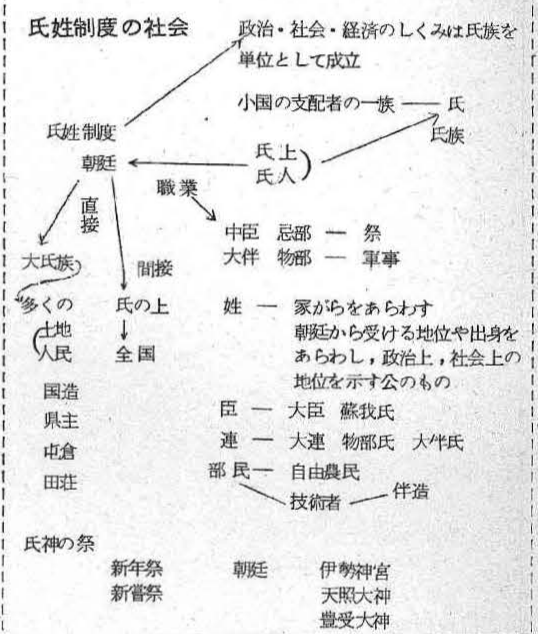 氏姓制度の社会
政治・社会・経済のしくみは氏族を
単位として成立
小国の支配者の一族 ― 氏
氏族
氏姓制度
朝廷
氏上
氏人
職業
直接
間接
中臣 忌部 ― 祭
大伴 物部 ― 軍事
大氏族
多くの
土地
人民
氏の上
全国
姓 ― 家がらをあらわす
朝廷から受ける地位や出身を
あらわし,政治上,社会上の
地位を示す公のもの
国造
県主
屯倉
田荘
臣 ― 大臣 蘇我氏
連 ― 大連 物部氏 大伴氏
部民 ― 自由農民
技術者 ― 伴造
氏神の祭
新年祭
新嘗祭
朝廷
伊勢神宮
天照大神
豊受大神